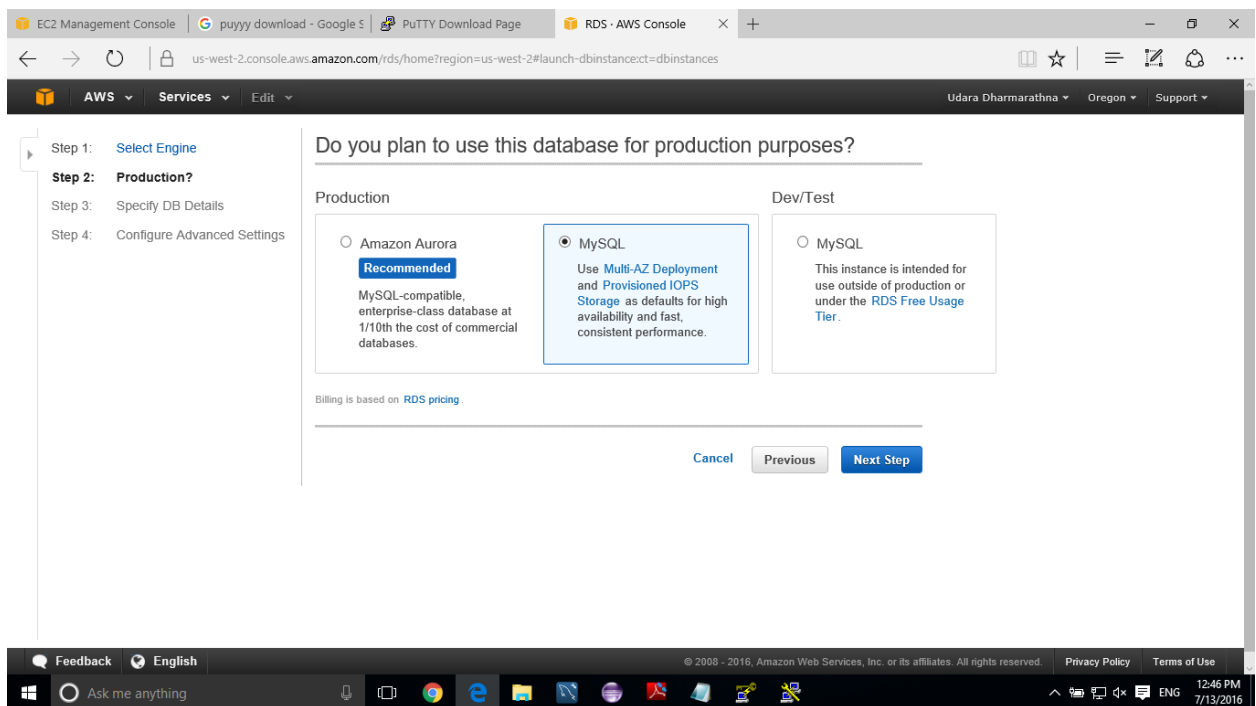 EC2 Management Console
puyyy download - Google S
PuTTY Download Page
RDS · AWS Console
us-west-2.console.aws.amazon.com/rds/home?region=us-west-2#launch-dbinstance:ct=dbinstances
AWS
Services
Edit
Udara Dharmarathna
Oregon
Support
Step 1: Select Engine
Step 2: Production?
Step 3: Specify DB Details
Step 4: Configure Advanced Settings
Do you plan to use this database for production purposes?
Production
Amazon Aurora
Recommended
MySQL-compatible,
enterprise-class database at
1/10th the cost of commercial
databases.
MySQL
Use Multi-AZ Deployment
and Provisioned IOPS
Storage as defaults for high
availability and fast,
consistent performance.
Dev/Test
MySQL
This instance is intended for
use outside of production or
under the RDS Free Usage
Tier.
Billing is based on RDS pricing.
Cancel
Previous
Next Step
Feedback
English
© 2008 - 2016, Amazon Web Services, Inc. or its affiliates. All rights reserved.
Privacy Policy
Terms of Use
Ask me anything
ENG
12:46 PM
7/13/2016